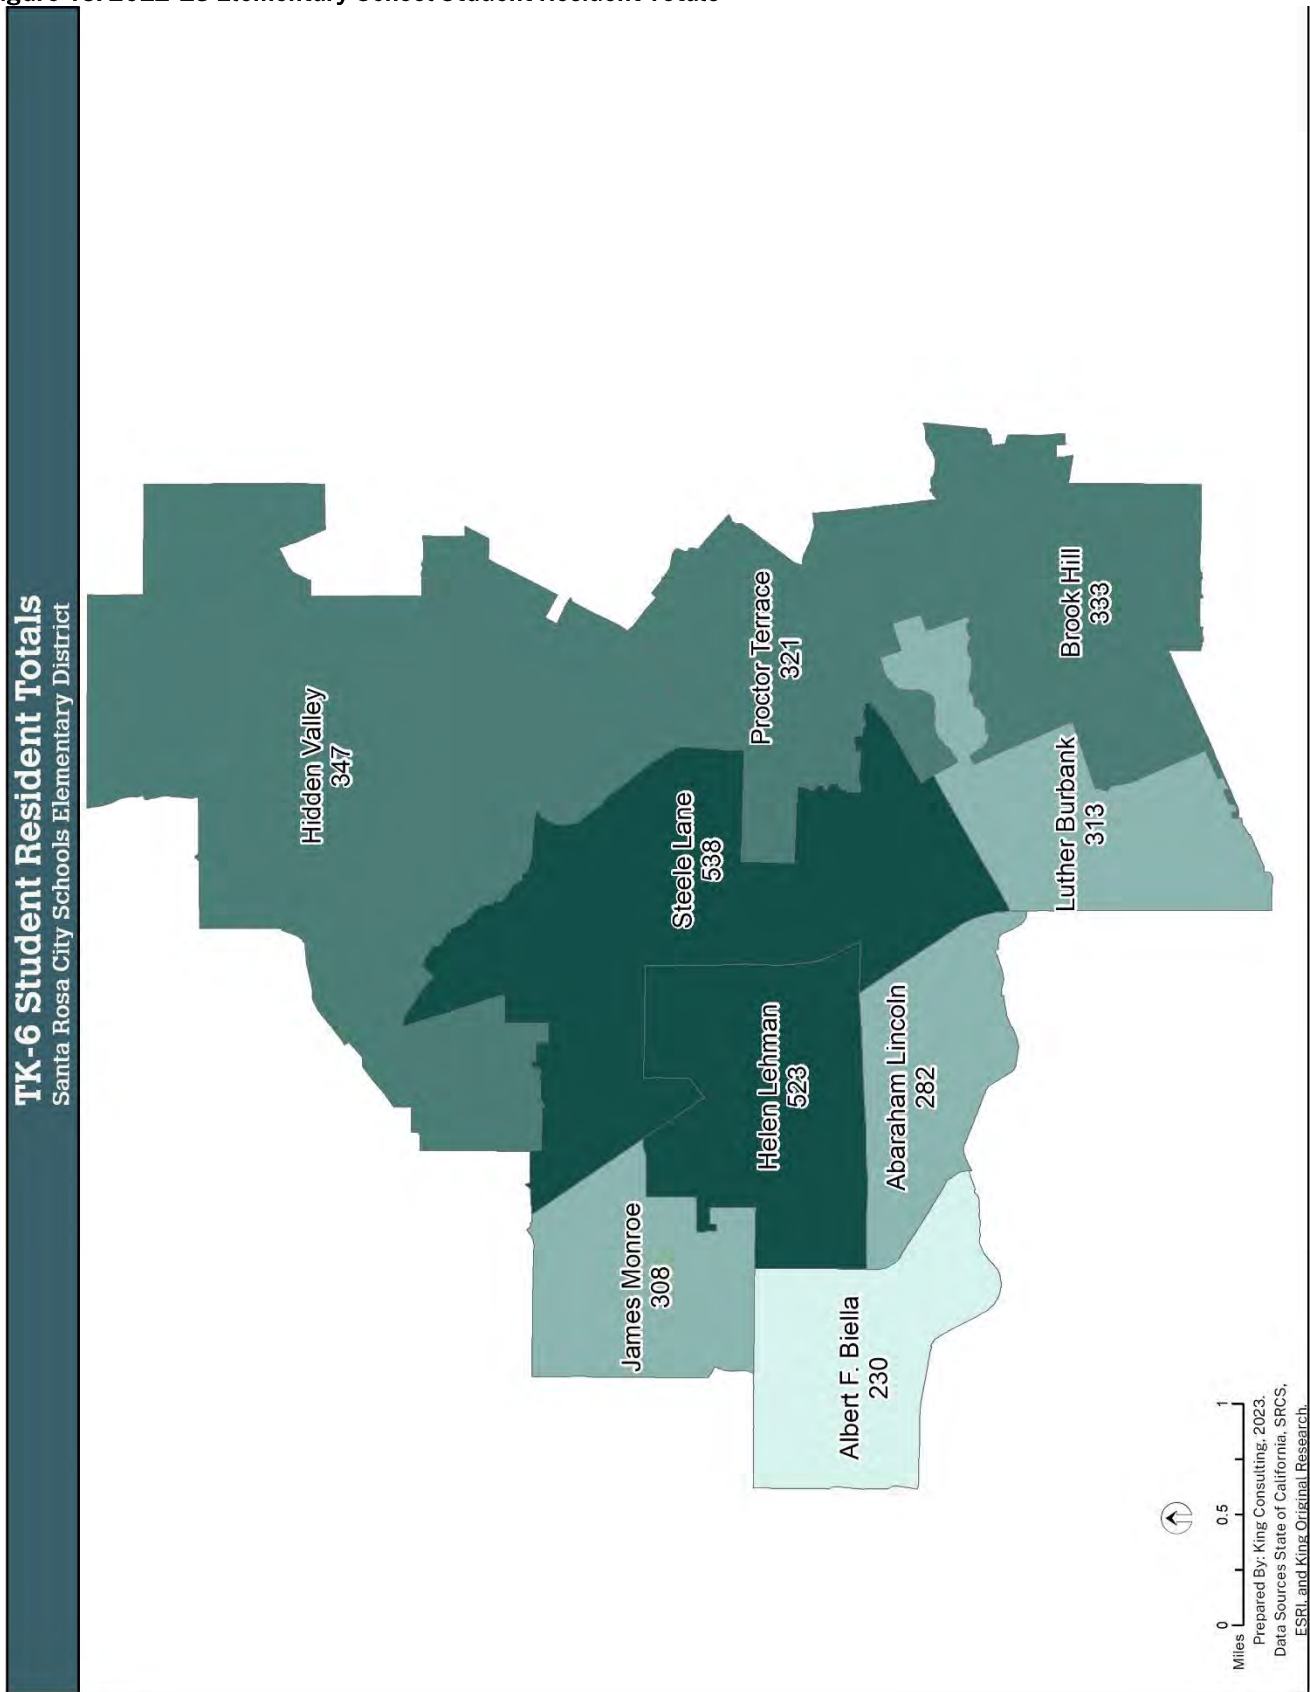 TK-6 Student Resident Totals
Santa Rosa City Schools Elementary District
Hidden Valley
347
Steele Lane
538
Proctor Terrace
321
James Monroe
308
Helen Lehman
523
Albert F. Biella
230
Abaraham Lincoln
282
Luther Burbank
313
Brook Hill
333
0 0.5 1
Miles
Prepared By: King Consulting, 2023.
Data Sources State of California, SRCS,
ESRI, and King Original Research.